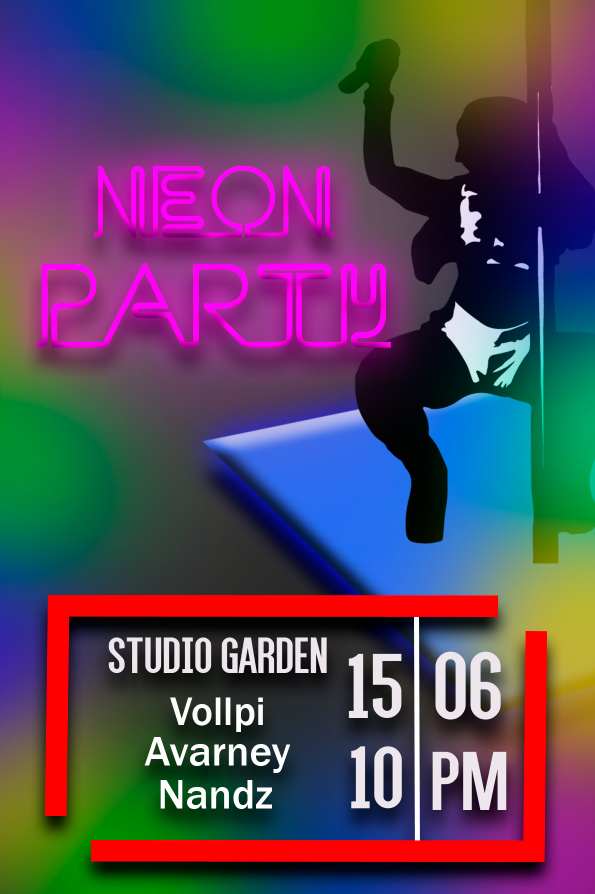 NEON
PARTY
STUDIO GARDEN
Vollpi
Avarney
Nandz
15 06
10 PM